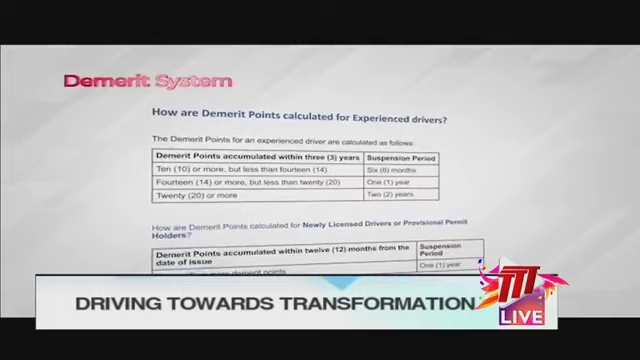 Demerit System
How are Demerit Points calculated for Experienced drivers?
The Demerit Points for an experienced driver are calculated as follows:
Demerit Points accumulated within three (3) years Suspension Period
Ten (10) or more, but less than fourteen (14) Six (6) months
Fourteen (14) or more, but less than twenty (20) One (1) year
Twenty (20) or more Two (2) years
How are Demerit Points calculated for Newly Licensed Drivers or Provisional Permit
Holders?
Demerit Points accumulated within twelve (12) months from the
date of issue
Suspension
Period
demerit points One (1) year
DRIVING TOWARDS TRANSFORMATION
LIVE